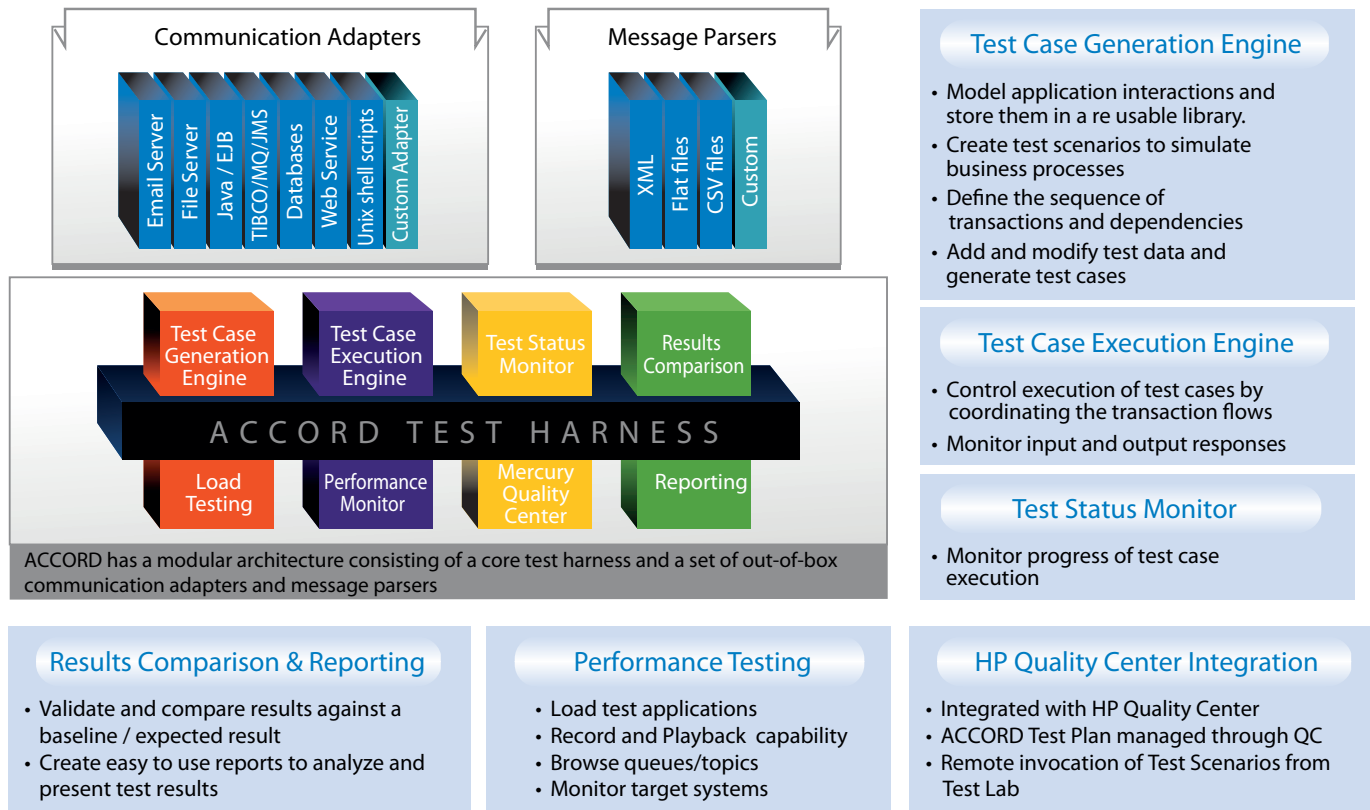 Communication Adapters
Email Server
File Server
Java / EJB
TIBCO/MQ/JMS
Databases
Web Service
Unix shell scripts
Custom Adapter
Message Parsers
XML
Flat files
CSV files
Custom
Test Case
Generation
Engine
Test Case
Execution
Engine
Test Status
Monitor
Results
Comparison
ACCORD TEST HARNESS
Load
Testing
Performance
Monitor
Mercury
Quality
Center
Reporting
ACCORD has a modular architecture consisting of a core test harness and a set of out-of-box
communication adapters and message parsers
Test Case Generation Engine
• Model application interactions and
store them in a re usable library.
• Create test scenarios to simulate
business processes
• Define the sequence of
transactions and dependencies
• Add and modify test data and
generate test cases
Test Case Execution Engine
• Control execution of test cases by
coordinating the transaction flows
• Monitor input and output responses
Test Status Monitor
• Monitor progress of test case
execution
Results Comparison & Reporting
• Validate and compare results against a
baseline / expected result
• Create easy to use reports to analyze and
present test results
Performance Testing
• Load test applications
• Record and Playback capability
• Browse queues/topics
• Monitor target systems
HP Quality Center Integration
• Integrated with HP Quality Center
• ACCORD Test Plan managed through QC
• Remote invocation of Test Scenarios from
Test Lab